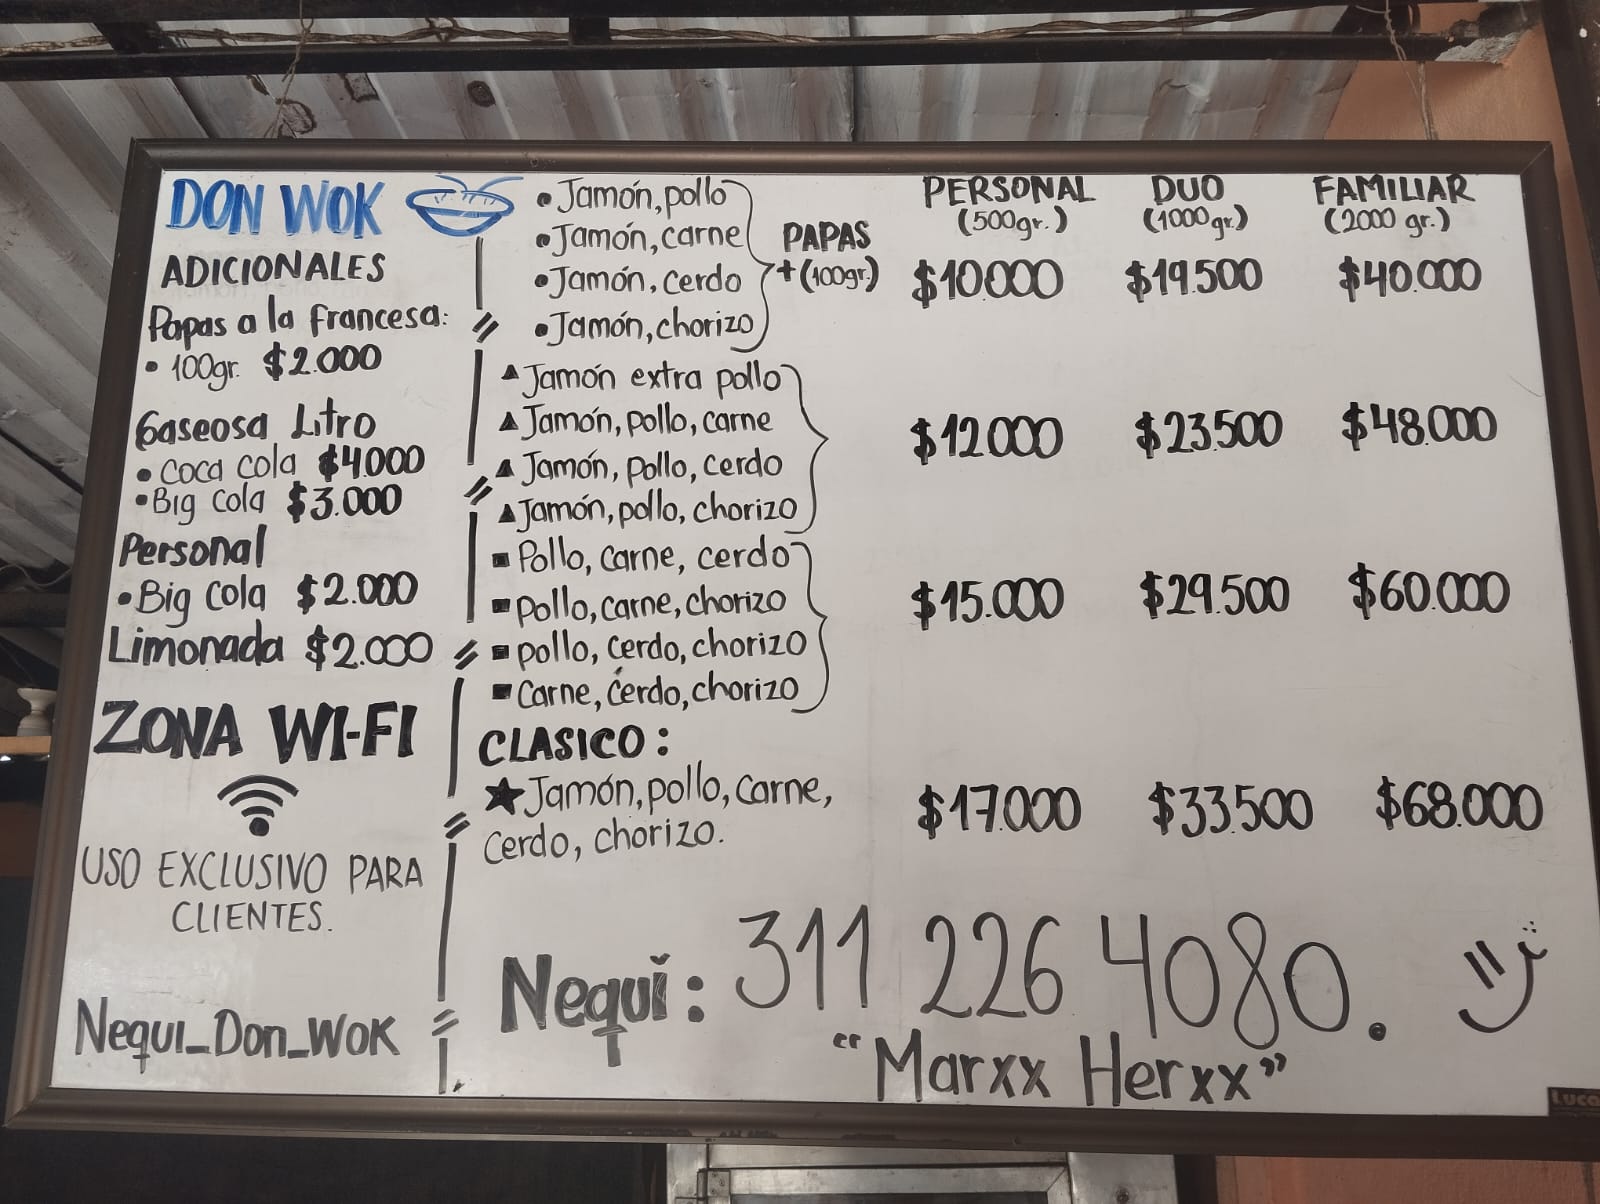 DON WOK
ADICIONALES
Papas a la francesa:
• 100gr. $2.000
Gaseosa Litro
• Coca cola $4.000
• Big cola $3.000
Personal
• Big Cola $2.000
Limonada $2.000
ZONA WI-FI
USO EXCLUSIVO PARA
CLIENTES.
Nequi_Don_Wok
• Jamón, pollo
• Jamón, carne
• Jamón, cerdo
• Jamón, chorizo
PAPAS
+ (100gr.)
PERSONAL DUO FAMILIAR
(500gr.) (1000gr.) (2000 gr.)
$10.000 $19.500 $40.000
▲ Jamón extra pollo
▲ Jamón, pollo, carne
▲ Jamón, pollo, cerdo
▲ Jamón, pollo, chorizo
$12.000 $23.500 $48.000
■ Pollo, carne, cerdo
■ pollo, carne, chorizo
■ pollo, cerdo, chorizo
■ Carne, cerdo, chorizo
$15.000 $29.500 $60.000
CLASICO:
★ Jamón, pollo, carne,
cerdo, chorizo.
$17.000 $33.500 $68.000
Nequi: 311 226 4080.
"Marxx Herxx"